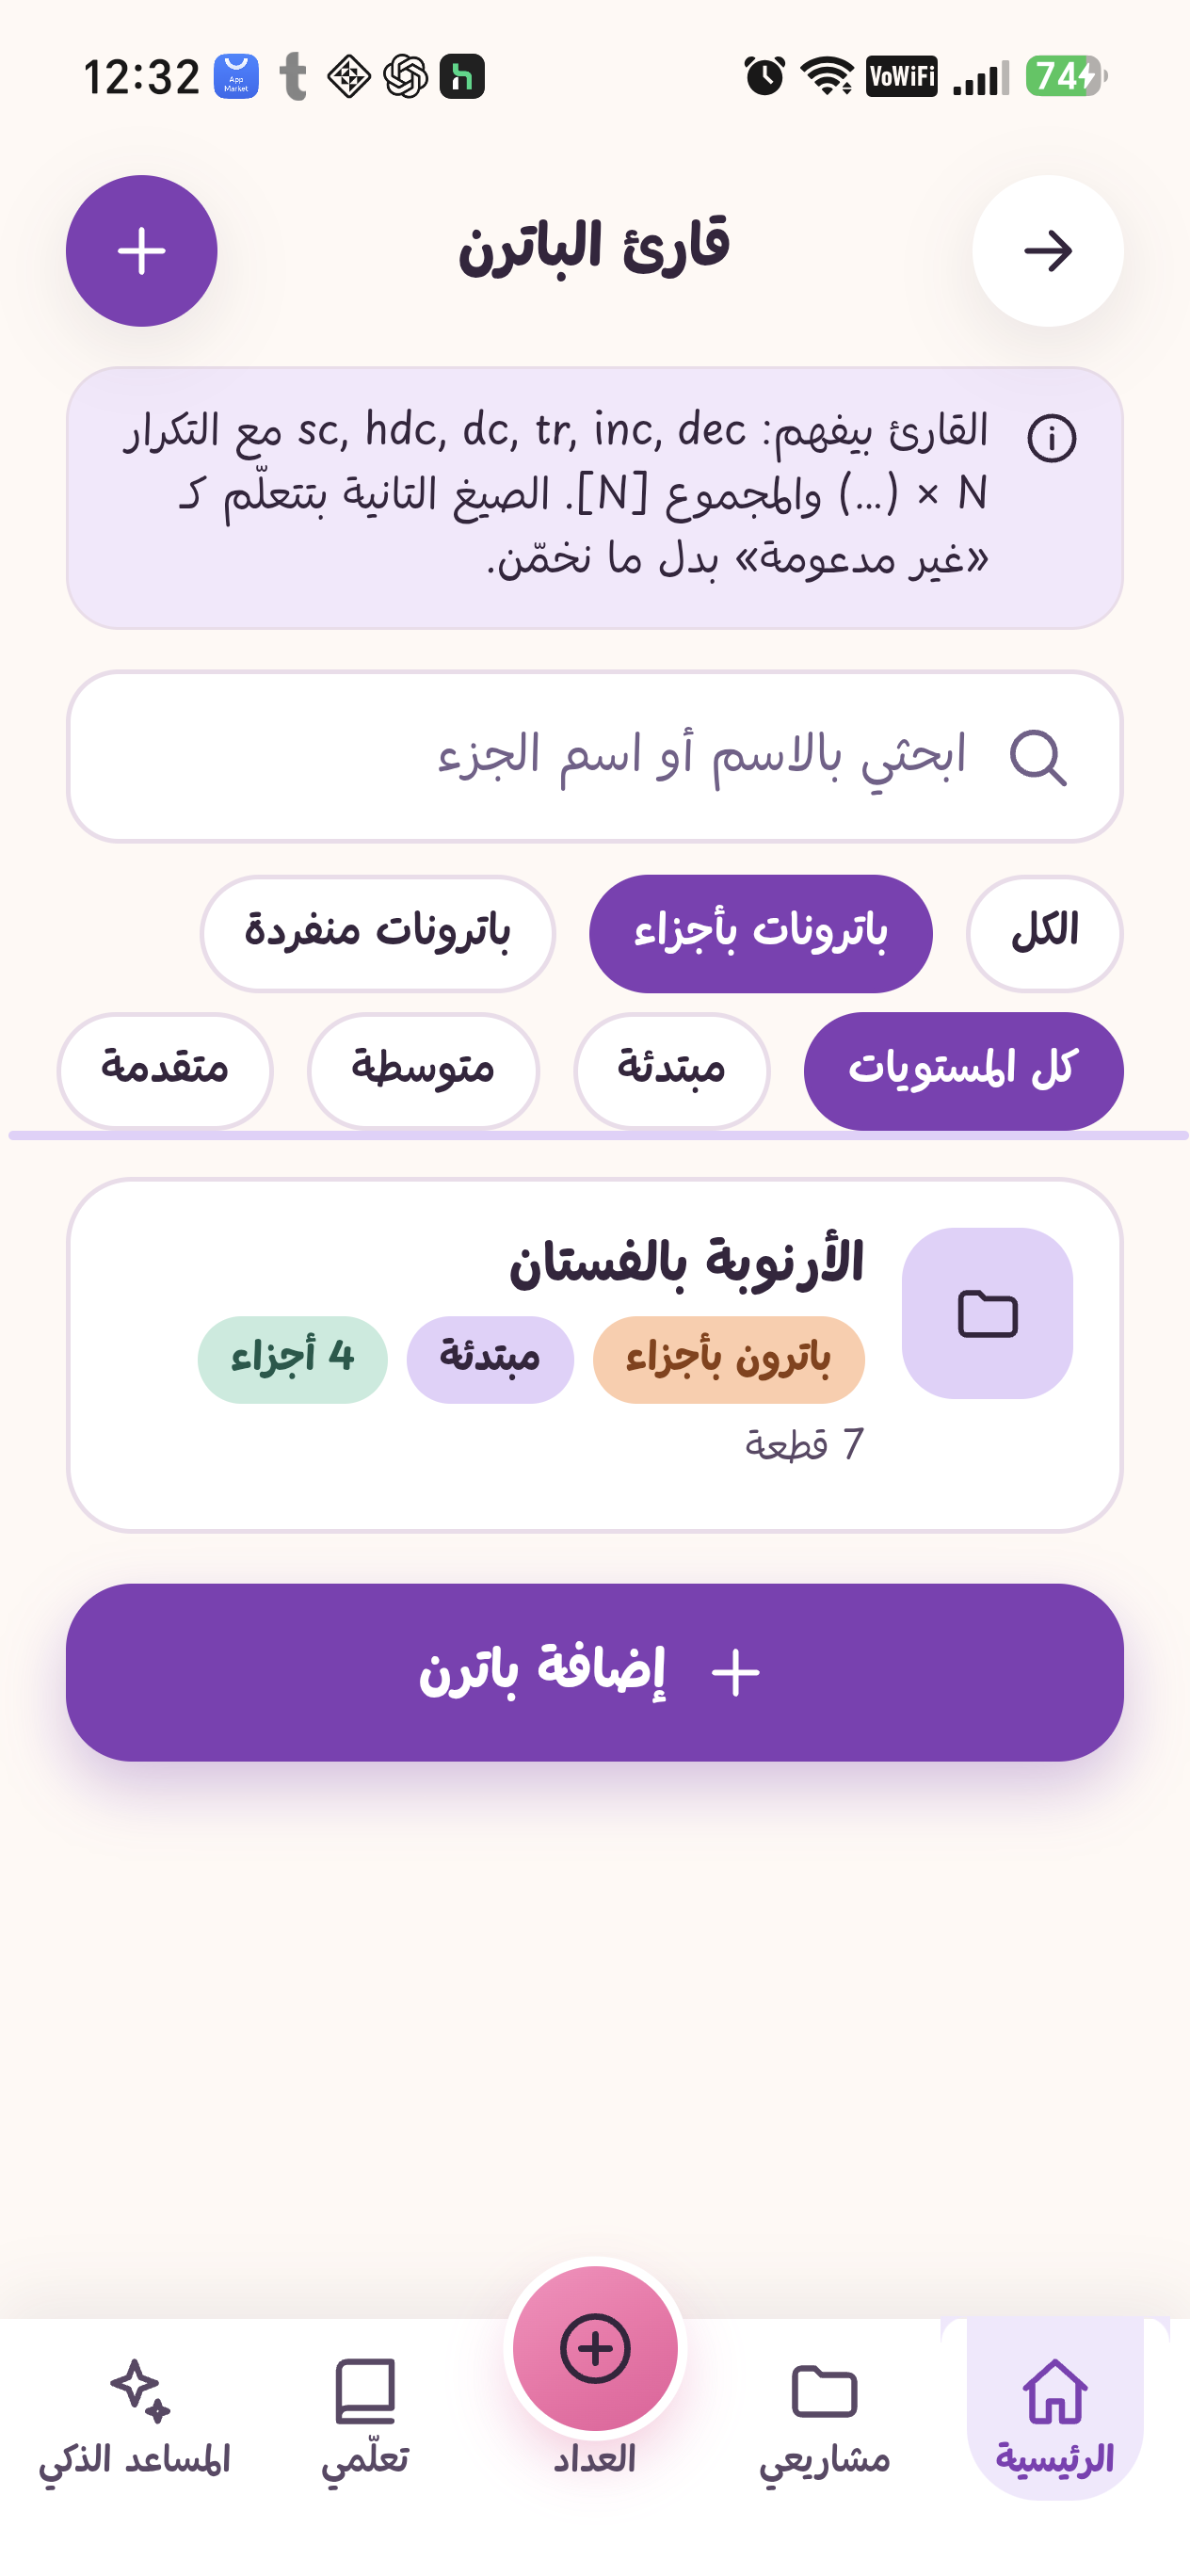 12:32
App
Market
VoWiFi
74
قارئ الباترن
القارئ بيفهم: sc, hdc, dc, tr, inc, dec مع التكرار
(...) × N والمجموع [N]. الصيغ التانية بتتعلّم كـ
«غير مدعومة» بدل ما نخمّن.
ابحثي بالاسم أو اسم الجزء
الكل
باترونات بأجزاء
باترونات منفردة
كل المستويات
مبتدئة
متوسطة
متقدمة
الأرنوبة بالفستان
باترون بأجزاء
مبتدئة
4 أجزاء
7 قطعة
إضافة باترن
الرئيسية
مشاريعي
العداد
تعلّمي
المساعد الذكي